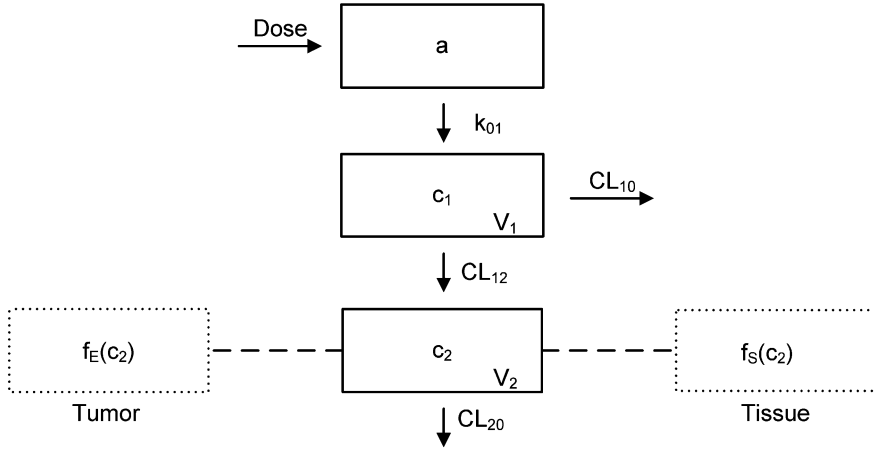 Dose
a
k₀₁
c₁
V₁
CL₁₀
CL₁₂
fE(c₂)
c₂
V₂
fS(c₂)
Tumor
Tissue
CL₂₀